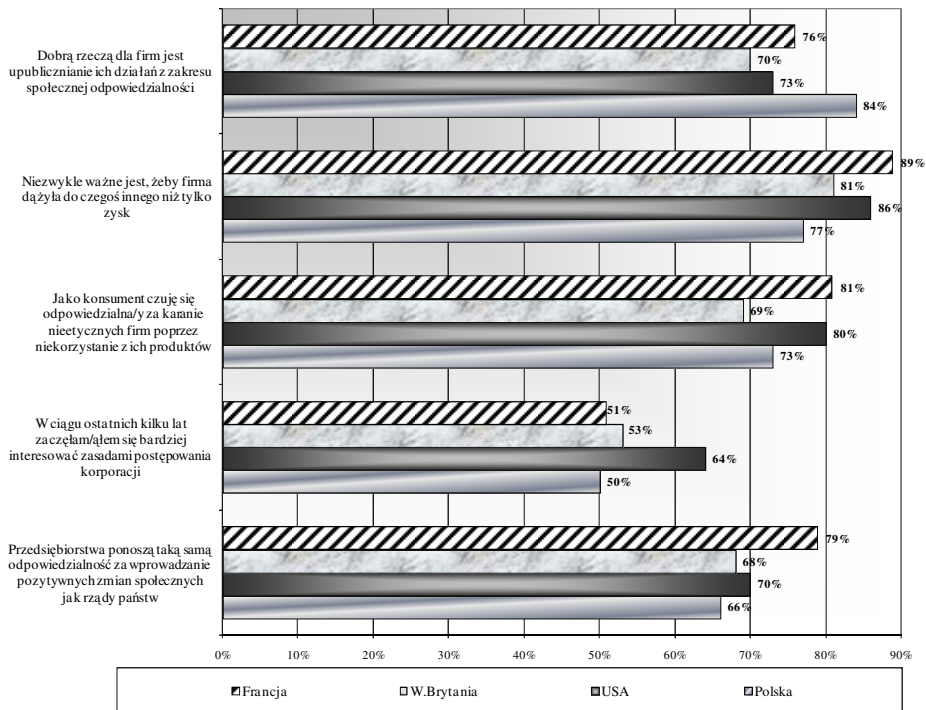 Dobrą rzeczą dla firm jest
upublicznianie ich działań z zakresu
społecznej odpowiedzialności
76%
70%
73%
84%
Niezwykle ważne jest, żeby firma
dążyła do czegoś innego niż tylko
zysk
89%
81%
86%
77%
Jako konsument czuję się
odpowiedzialna/y za karanie
nieetycznych firm poprzez
niekorzystanie z ich produktów
81%
69%
80%
73%
W ciągu ostatnich kilku lat
zaczęłam/ąłem się bardziej
interesować zasadami postępowania
korporacji
51%
53%
64%
50%
Przedsiębiorstwa ponoszą taką samą
odpowiedzialność za wprowadzanie
pozytywnych zmian społecznych
jak rządy państw
79%
68%
70%
66%
0% 10% 20% 30% 40% 50% 60% 70% 80% 90%
Francja W.Brytania USA Polska